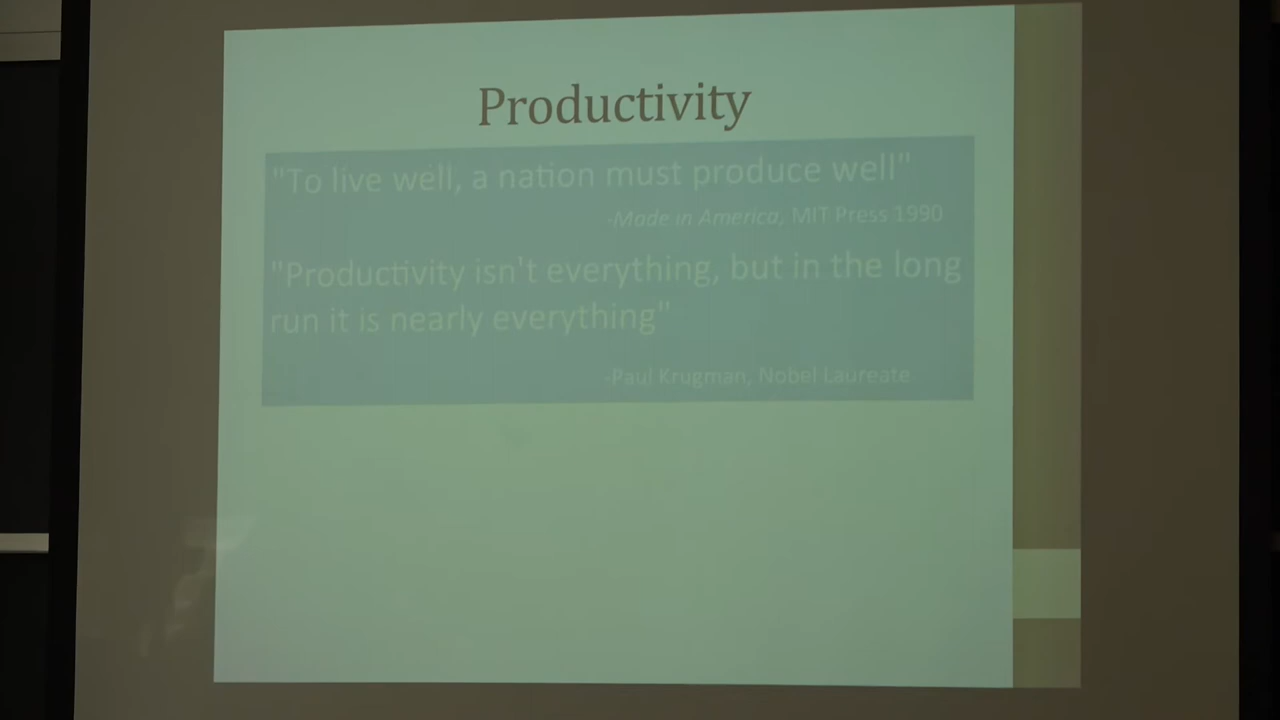 Productivity
"To live well, a nation must produce well"
-Made in America, MIT Press 1990
"Productivity isn't everything, but in the long
run it is nearly everything"
-Paul Krugman, Nobel Laureate